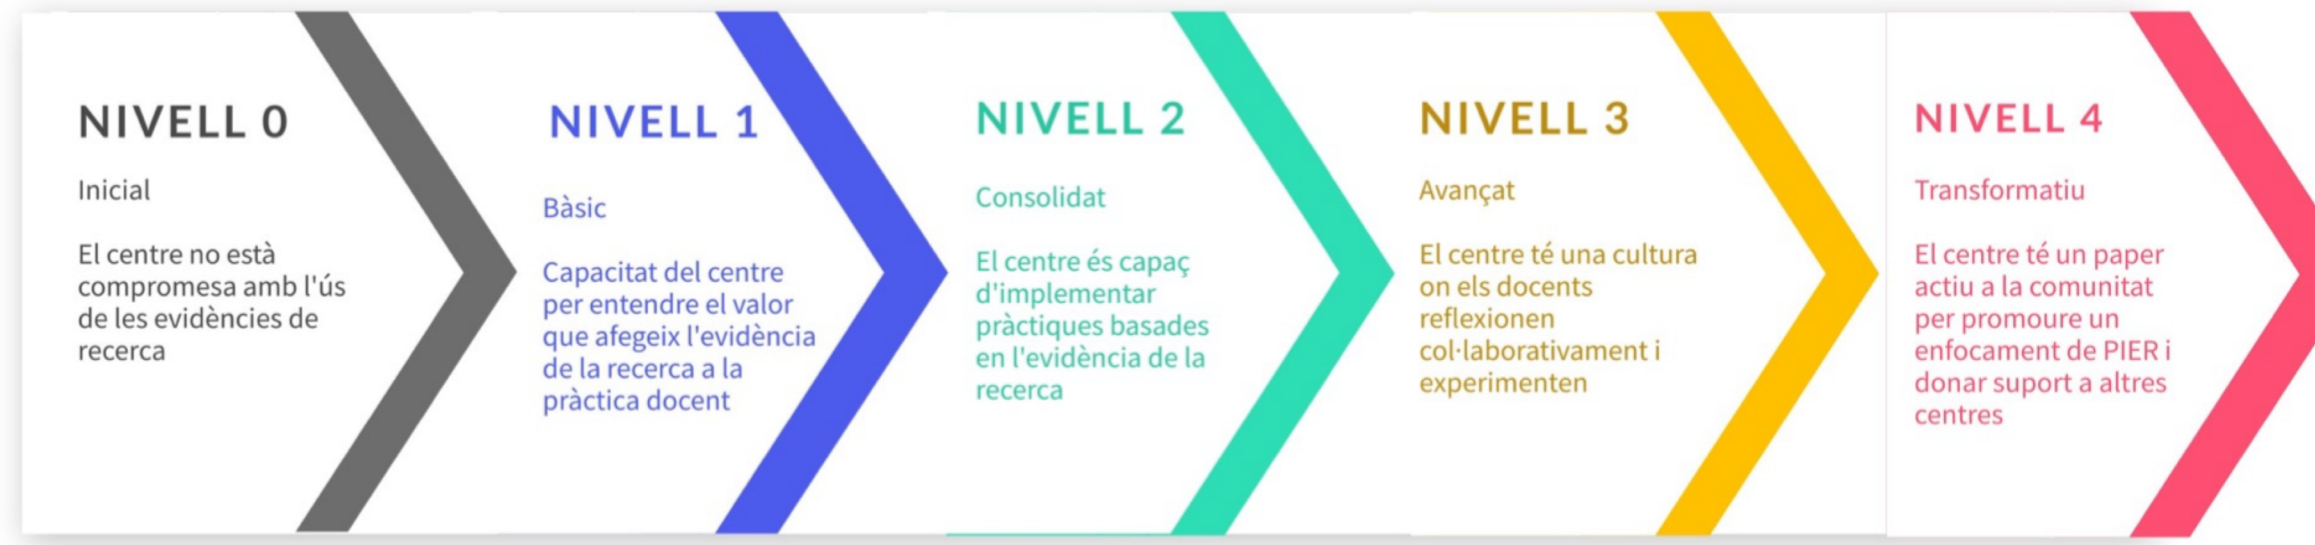 NIVELL 0
Inicial
El centre no està
compromesa amb l'ús
de les evidències de
recerca
NIVELL 1
Bàsic
Capacitat del centre
per entendre el valor
que afegeix l'evidència
de la recerca a la
pràctica docent
NIVELL 2
Consolidat
El centre és capaç
d'implementar
pràctiques basades
en l'evidència de la
recerca
NIVELL 3
Avançat
El centre té una cultura
on els docents
reflexionen
col·laborativament i
experimenten
NIVELL 4
Transformatiu
El centre té un paper
actiu a la comunitat
per promoure un
enfocament de PIER i
donar suport a altres
centres